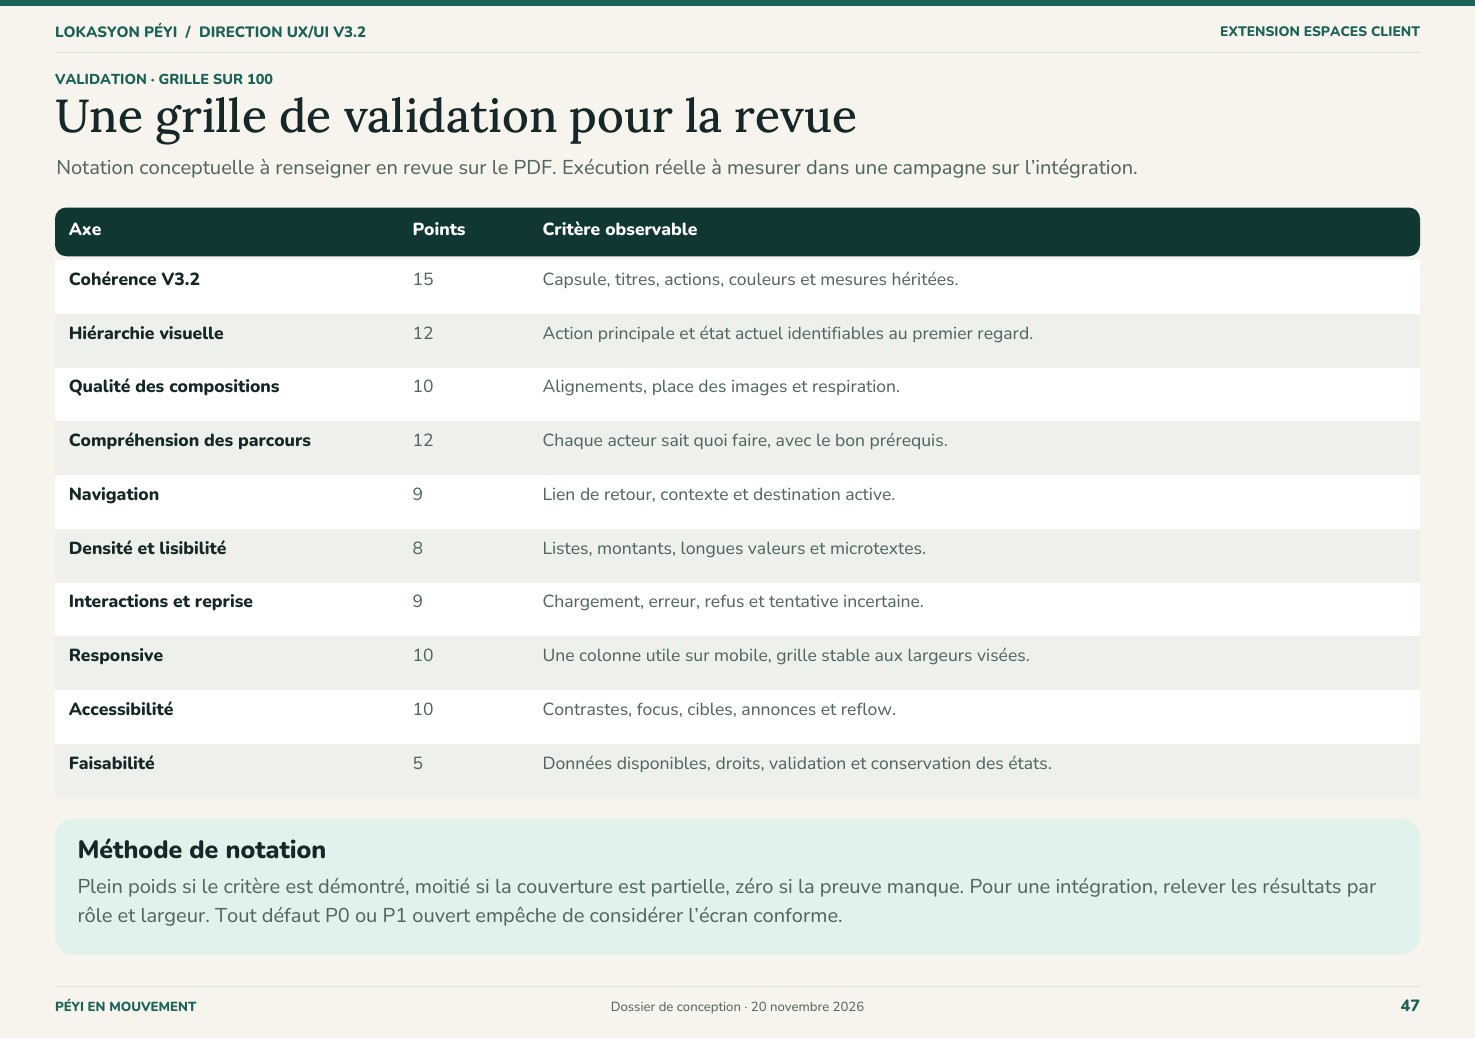 LOKASYON PÉYI / DIRECTION UX/UI V3.2
EXTENSION ESPACES CLIENT
VALIDATION · GRILLE SUR 100
Une grille de validation pour la revue
Notation conceptuelle à renseigner en revue sur le PDF. Exécution réelle à mesurer dans une campagne sur l’intégration.
Axe Points Critère observable
Cohérence V3.2 15 Capsule, titres, actions, couleurs et mesures héritées.
Hiérarchie visuelle 12 Action principale et état actuel identifiables au premier regard.
Qualité des compositions 10 Alignements, place des images et respiration.
Compréhension des parcours 12 Chaque acteur sait quoi faire, avec le bon prérequis.
Navigation 9 Lien de retour, contexte et destination active.
Densité et lisibilité 8 Listes, montants, longues valeurs et microtextes.
Interactions et reprise 9 Chargement, erreur, refus et tentative incertaine.
Responsive 10 Une colonne utile sur mobile, grille stable aux largeurs visées.
Accessibilité 10 Contrastes, focus, cibles, annonces et reflow.
Faisabilité 5 Données disponibles, droits, validation et conservation des états.
Méthode de notation
Plein poids si le critère est démontré, moitié si la couverture est partielle, zéro si la preuve manque. Pour une intégration, relever les résultats par
rôle et largeur. Tout défaut P0 ou P1 ouvert empêche de considérer l’écran conforme.
PÉYI EN MOUVEMENT
Dossier de conception · 20 novembre 2026
47